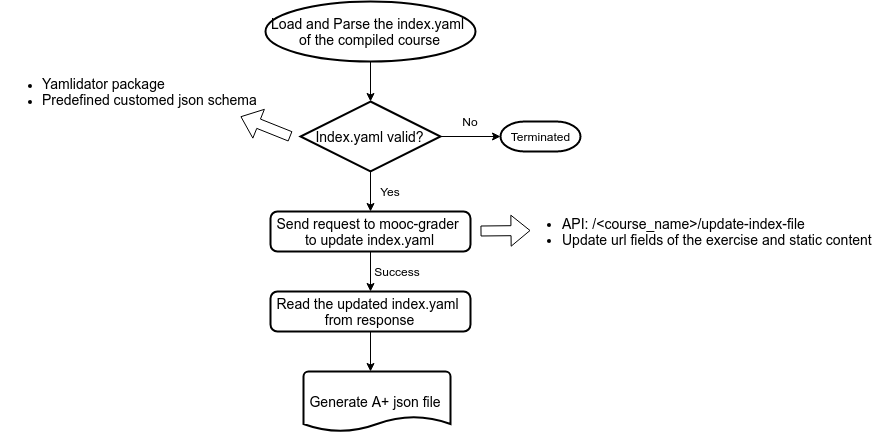 Load and Parse the index.yaml
of the compiled course
• Yamlidator package
• Predefined customed json schema
Index.yaml valid?
No
Terminated
Yes
Send request to mooc-grader
to update index.yaml
• API: /<course_name>/update-index-file
• Update url fields of the exercise and static content
Success
Read the updated index.yaml
from response
Generate A+ json file